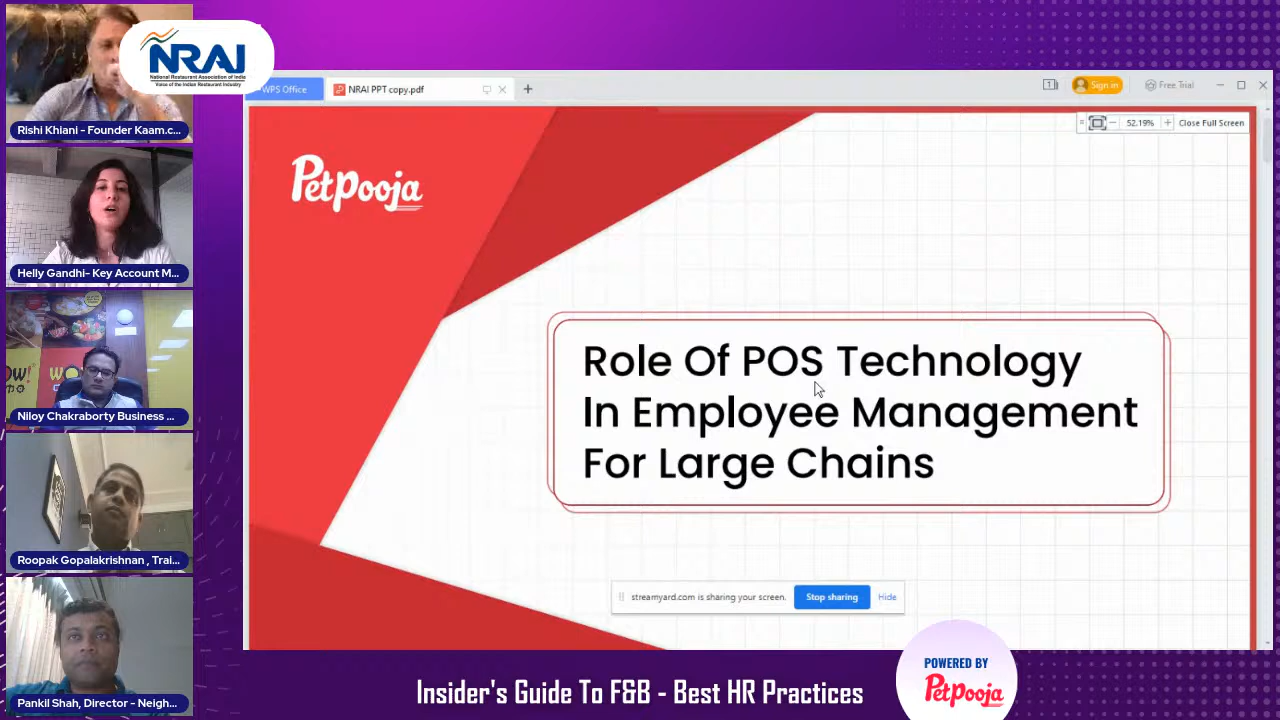 NRAI
National Restaurant Association of India
Voice of the Indian Restaurant Industry
Rishi Khiani - Founder Kaam.c...
Helly Gandhi- Key Account M...
Niloy Chakraborty Business ...
Roopak Gopalakrishnan , Trai...
Pankil Shah, Director - Neigh...
WPS Office
NRAI PPT copy.pdf
Sign in
Free Trial
52.19%
Close Full Screen
Petpooja
Role Of POS Technology
In Employee Management
For Large Chains
streamyard.com is sharing your screen.
Stop sharing
Hide
Insider's Guide To F&B - Best HR Practices
POWERED BY
Petpooja